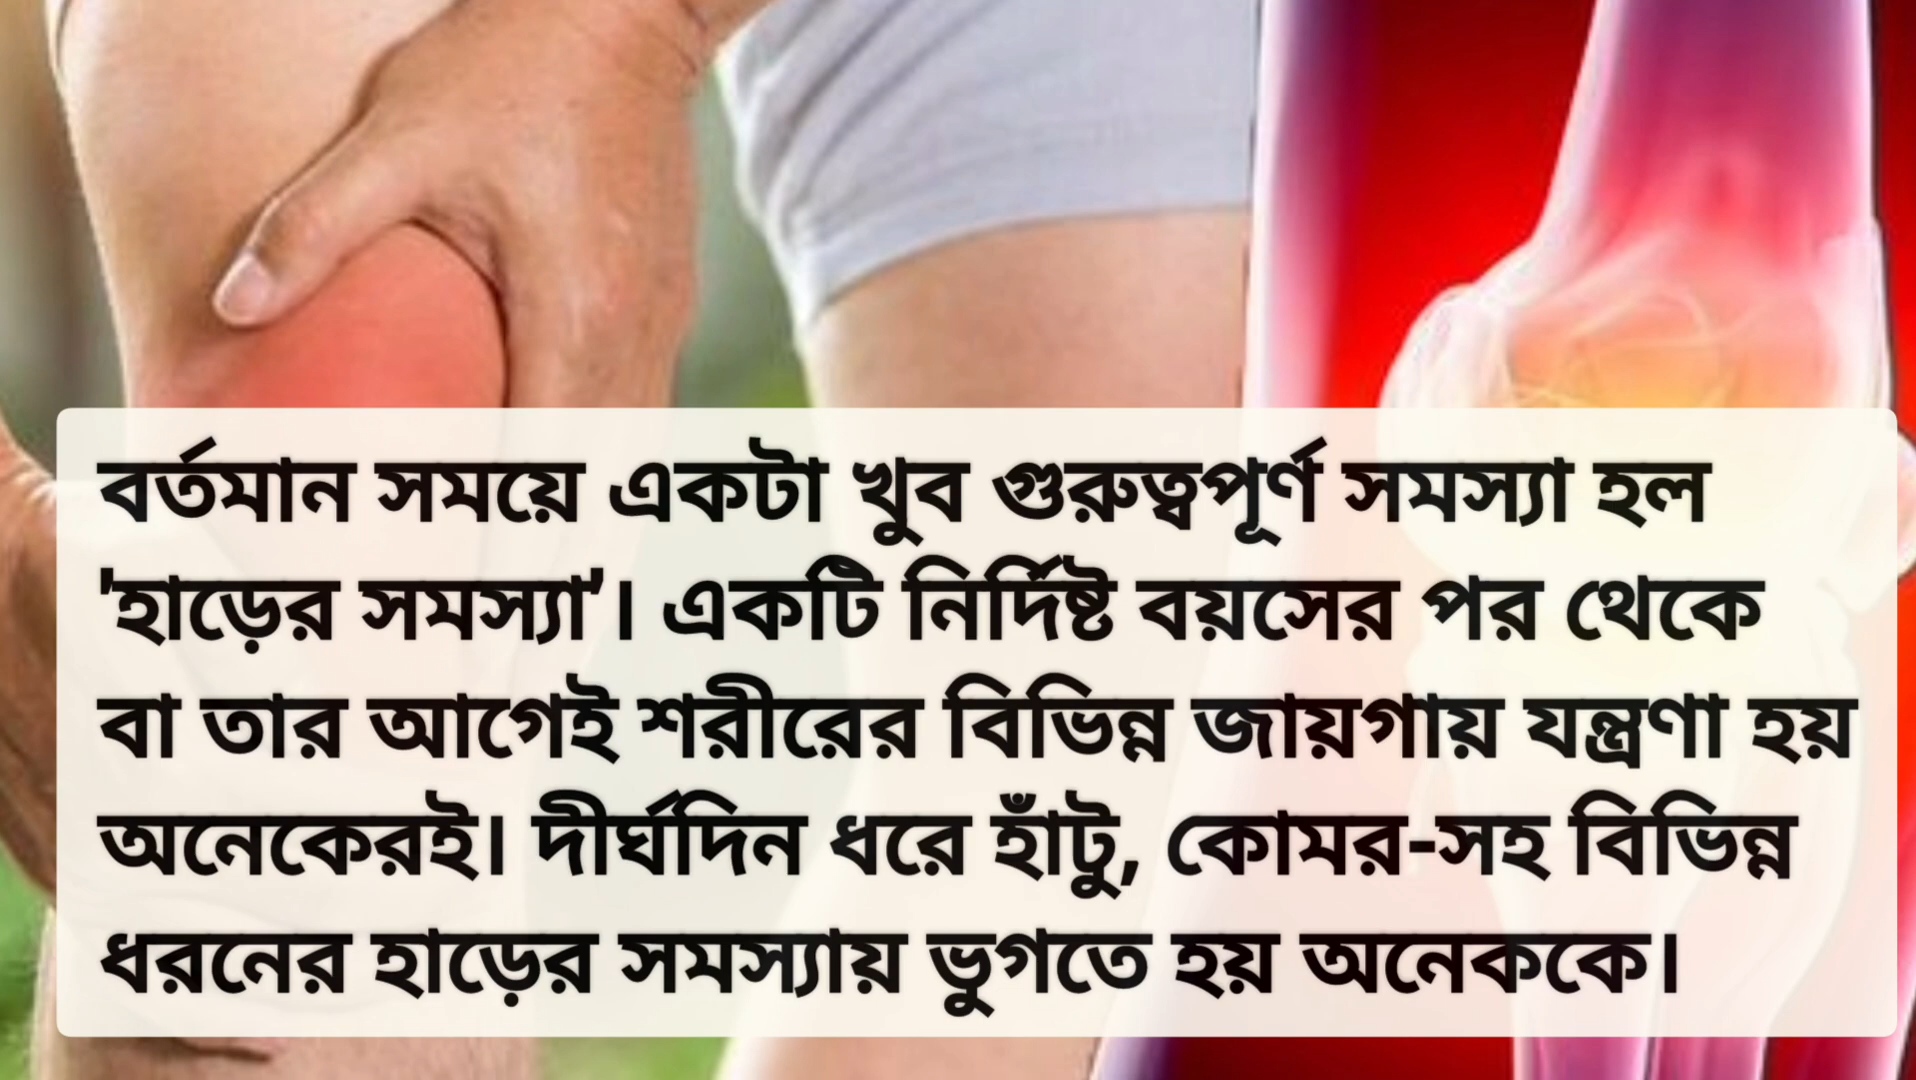 বর্তমান সময়ে একটা খুব গুরুত্বপূর্ণ সমস্যা হল
'হাড়ের সমস্যা'। একটি নির্দিষ্ট বয়সের পর থেকে
বা তার আগেই শরীরের বিভিন্ন জায়গায় যন্ত্রণা হয়
অনেকেরই। দীর্ঘদিন ধরে হাঁটু, কোমর-সহ বিভিন্ন
ধরনের হাড়ের সমস্যায় ভুগতে হয় অনেককে।